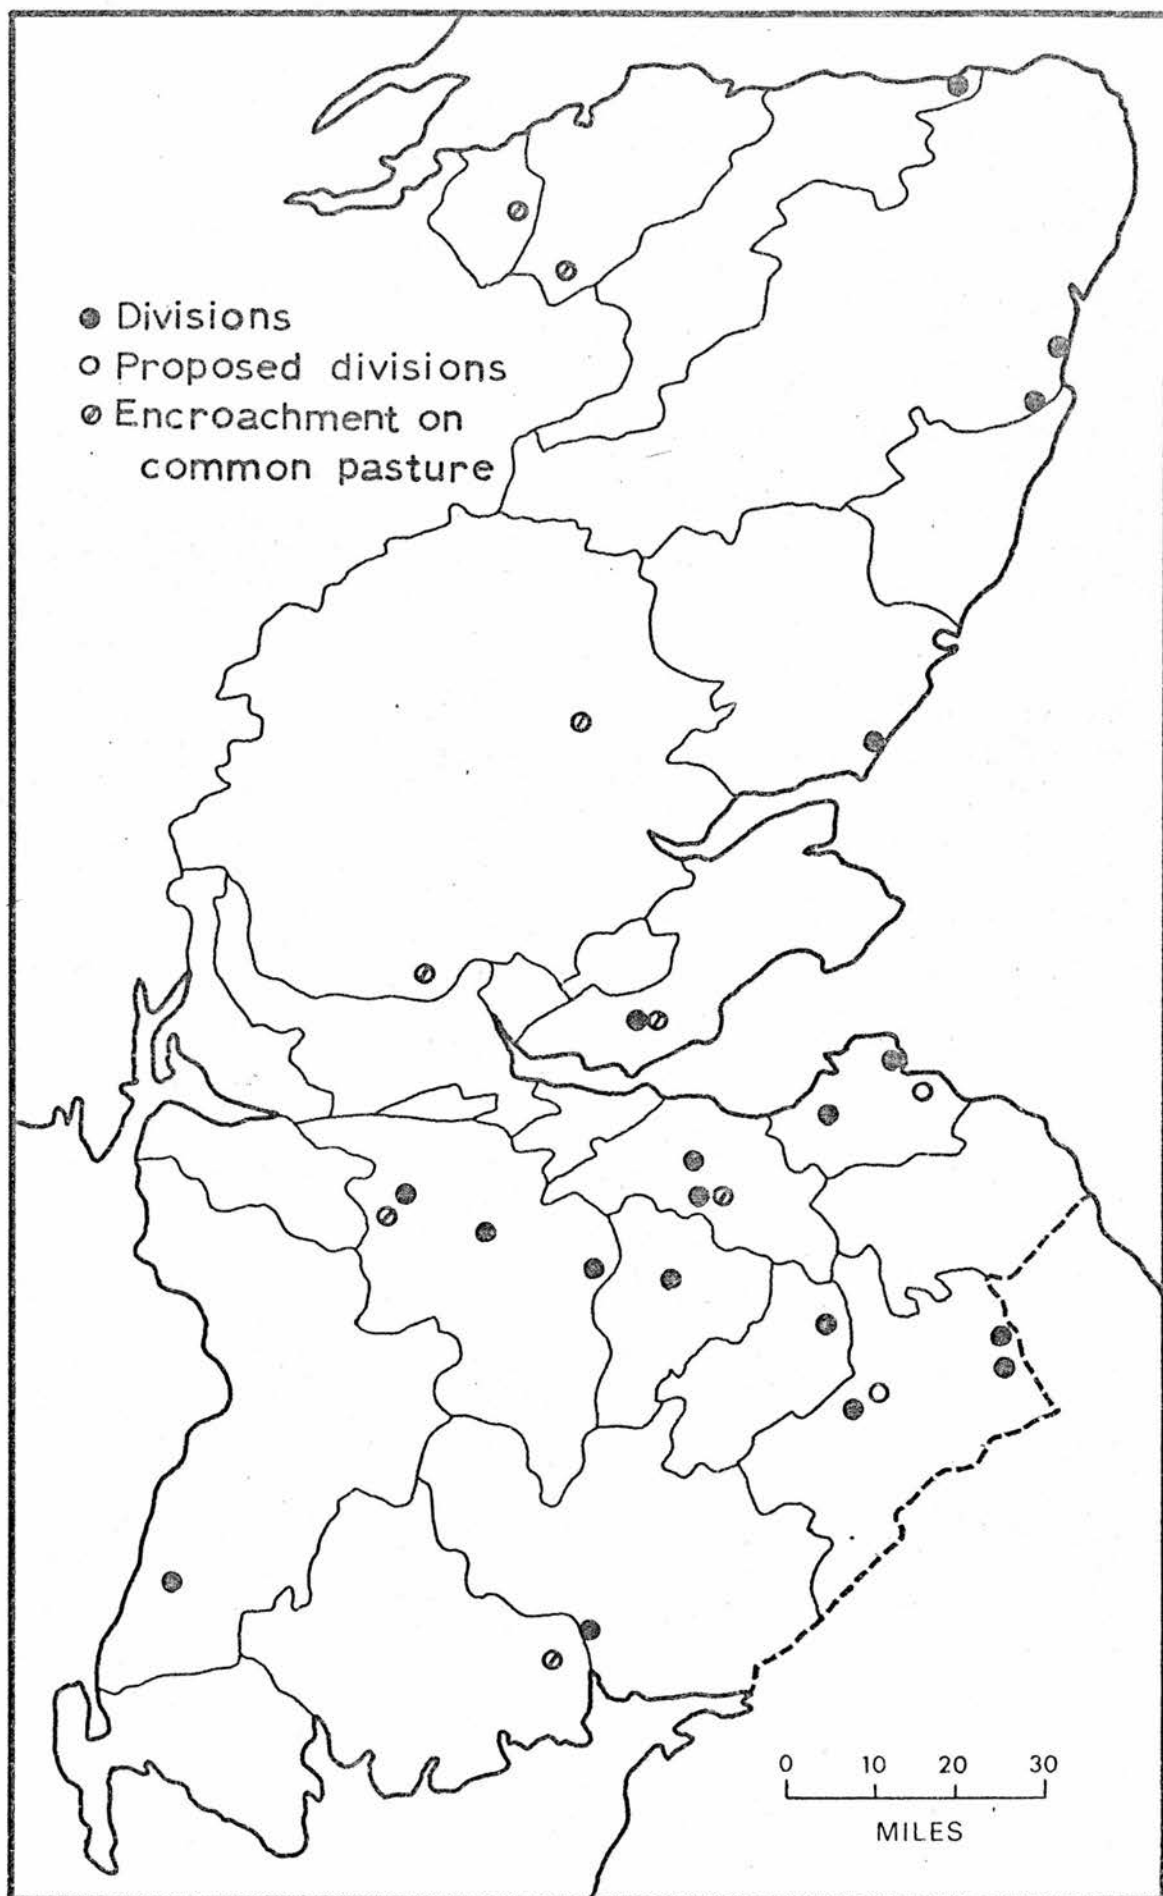 Divisions
Proposed divisions
Encroachment on
common pasture
0 10 20 30
MILES